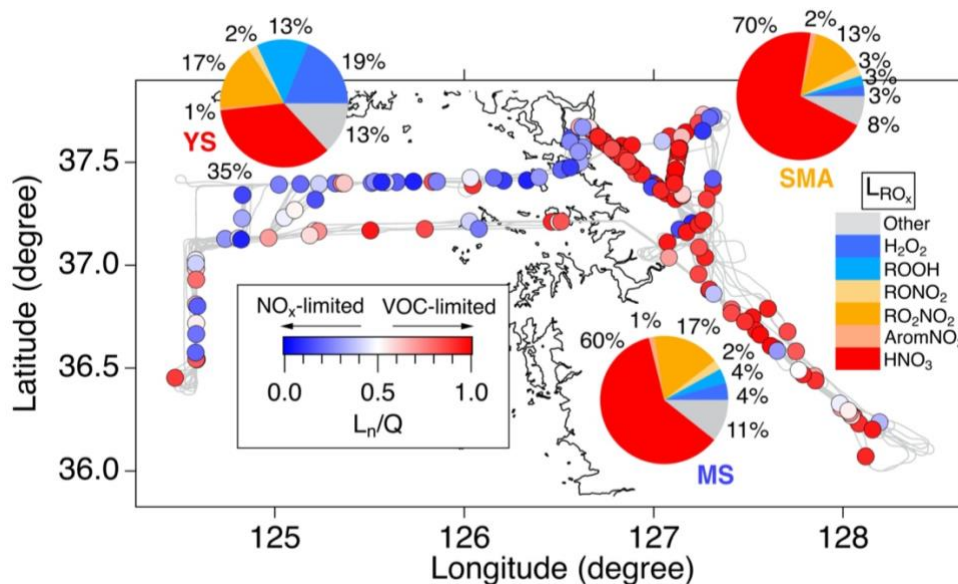 13%
2%
17%
19%
1%
13%
YS
35%
70%
2%
13%
3%
3%
3%
8%
SMA
L_ROx
Other
H₂O₂
ROOH
RONO₂
RO₂NO₂
HNO₃
NOₓ-limited VOC-limited
0.0 0.5 1.0
Lₙ/Q
1%
60%
17%
2%
4%
4%
11%
MS
Latitude (degree)
37.5
37.0
36.5
36.0
125 126 127 128
Longitude (degree)